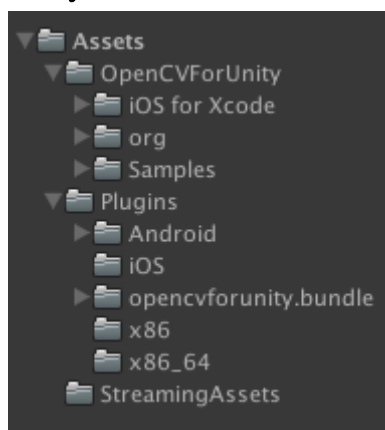 Assets
OpenCVForUnity
iOS for Xcode
org
Samples
Plugins
Android
iOS
opencvforunity.bundle
x86
x86_64
StreamingAssets